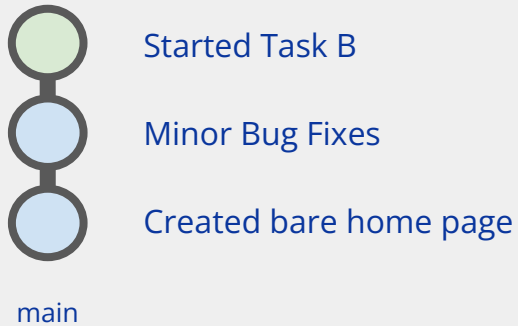 Started Task B
Minor Bug Fixes
Created bare home page
main